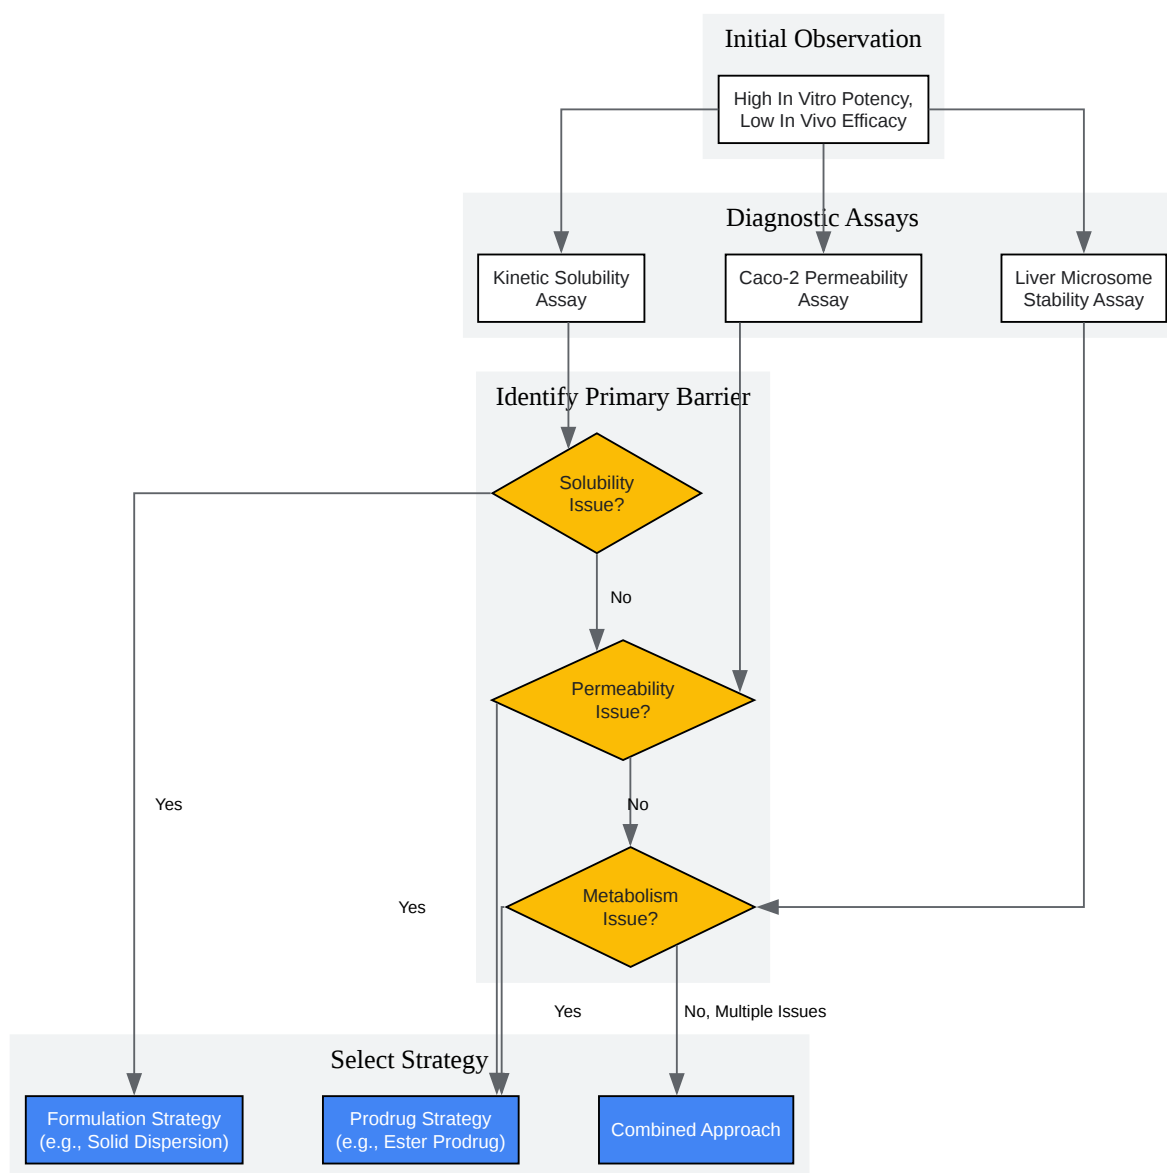 Initial Observation
High In Vitro Potency,
Low In Vivo Efficacy
Diagnostic Assays
Kinetic Solubility
Assay
Caco-2 Permeability
Assay
Liver Microsome
Stability Assay
Identify Primary Barrier
Solubility
Issue?
No
Permeability
Issue?
Yes
No
Metabolism
Issue?
Yes
Yes
No, Multiple Issues
Select Strategy
Formulation Strategy
(e.g., Solid Dispersion)
Prodrug Strategy
(e.g., Ester Prodrug)
Combined Approach